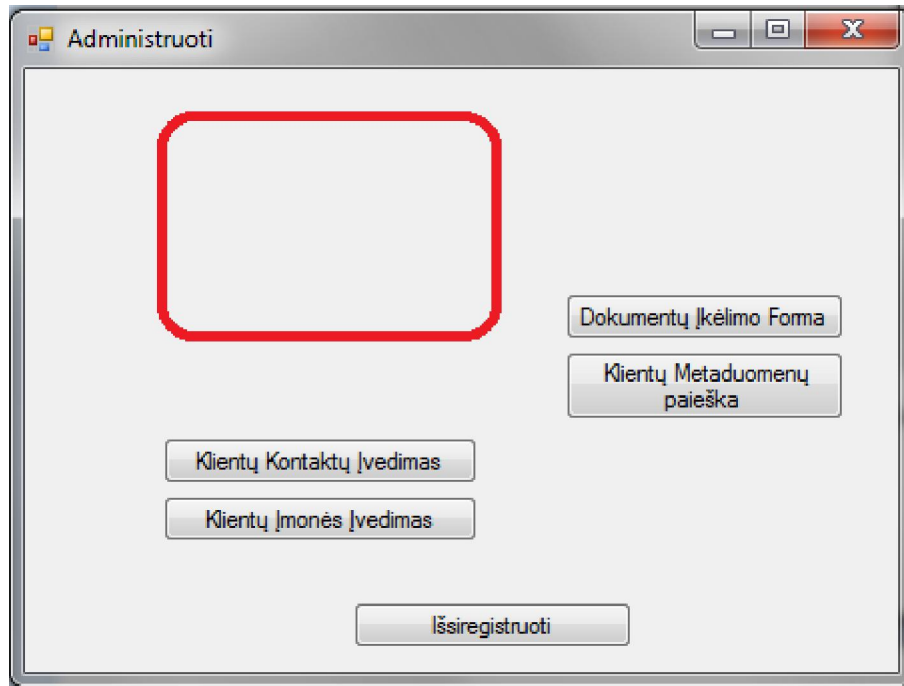 Administruoti
Dokumentų Įkėlimo Forma
Klientų Metaduomenų
paieška
Klientų Kontaktų Įvedimas
Klientų Įmonės Įvedimas
Išsiregistruoti